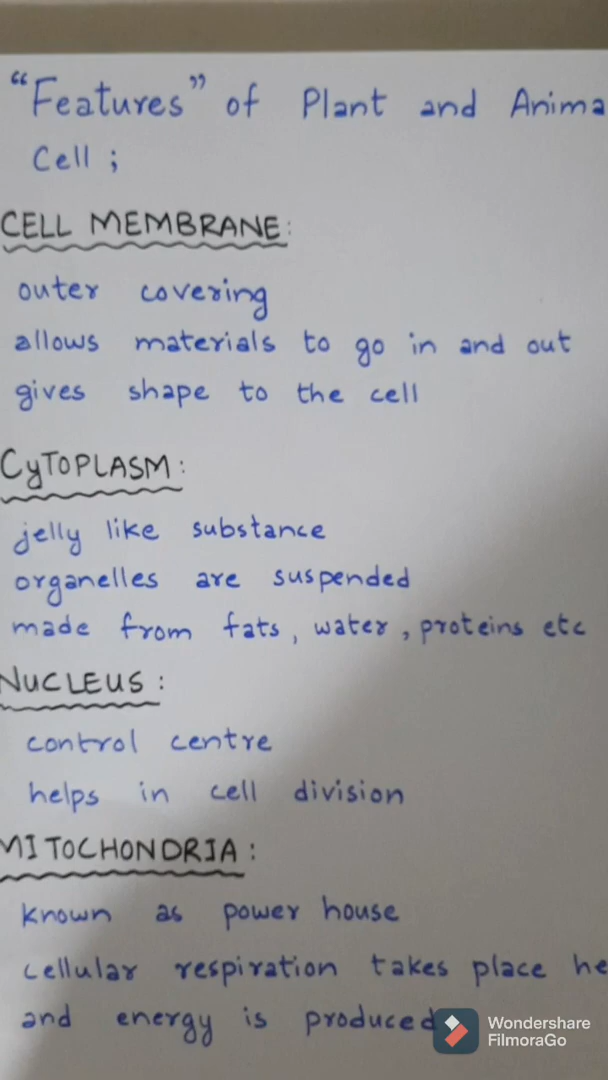 "Features" of Plant and Anima
Cell ;
CELL MEMBRANE:
outer covering
allows materials to go in and out
gives shape to the cell
CyTOPLASM:
jelly like substance
organelles are suspended
made from fats, water, proteins etc
NUCLEUS:
control centre
helps in cell division
MITOCHONDRIA:
known as power house
cellular respiration takes place he
and energy is produced
Wondershare
FilmoraGo